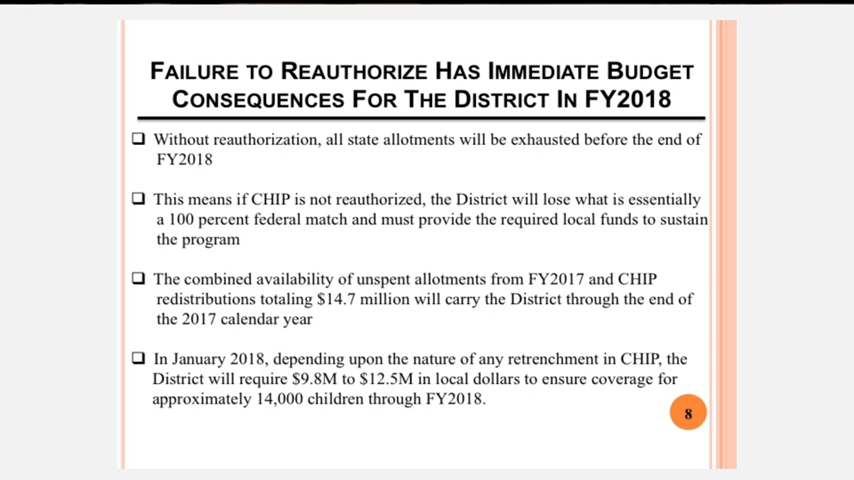 FAILURE TO REAUTHORIZE HAS IMMEDIATE BUDGET
CONSEQUENCES FOR THE DISTRICT IN FY2018
❑ Without reauthorization, all state allotments will be exhausted before the end of
FY2018
❑ This means if CHIP is not reauthorized, the District will lose what is essentially
a 100 percent federal match and must provide the required local funds to sustain
the program
❑ The combined availability of unspent allotments from FY2017 and CHIP
redistributions totaling $14.7 million will carry the District through the end of
the 2017 calendar year
❑ In January 2018, depending upon the nature of any retrenchment in CHIP, the
District will require $9.8M to $12.5M in local dollars to ensure coverage for
approximately 14,000 children through FY2018.
8